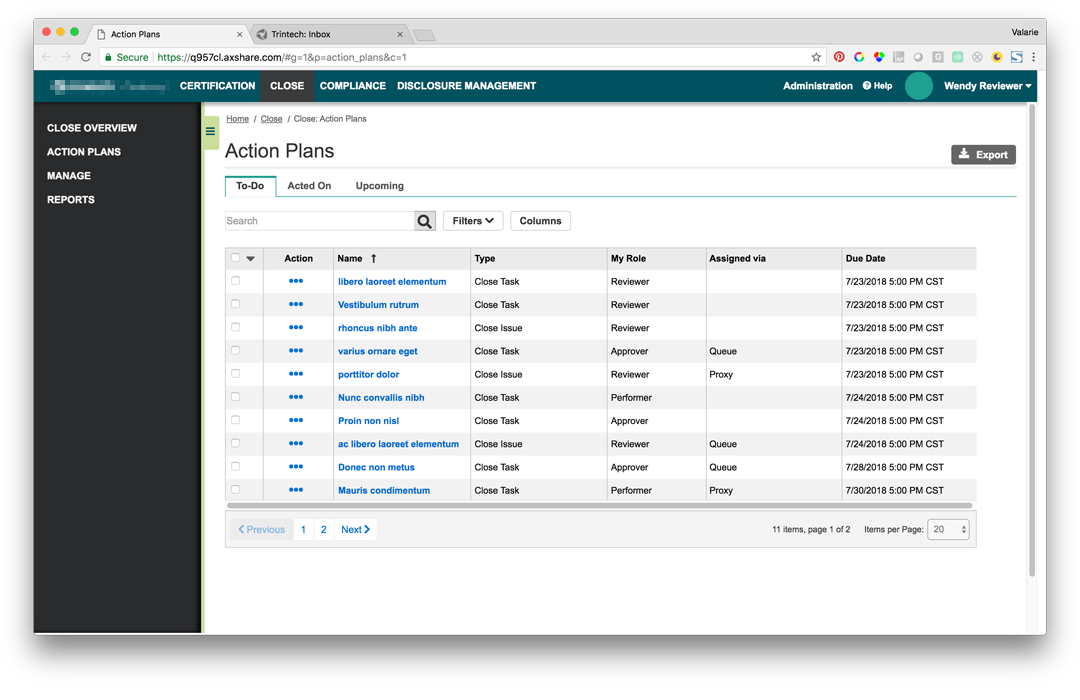 Action Plans
Trintech: Inbox
Valarie
Secure https://q957cl.axshare.com/#g=1&p=action_plans&c=1
CERTIFICATION CLOSE COMPLIANCE DISCLOSURE MANAGEMENT Administration Help Wendy Reviewer
CLOSE OVERVIEW
ACTION PLANS
MANAGE
REPORTS
Home / Close / Close: Action Plans
Action Plans
Export
To-Do Acted On Upcoming
Search Filters Columns
Action Name Type My Role Assigned via Due Date
libero laoreet elementum Close Task Reviewer 7/23/2018 5:00 PM CST
Vestibulum rutrum Close Task Reviewer 7/23/2018 5:00 PM CST
rhoncus nibh ante Close Issue Reviewer 7/23/2018 5:00 PM CST
varius ornare eget Close Task Approver Queue 7/23/2018 5:00 PM CST
porttitor dolor Close Issue Reviewer Proxy 7/23/2018 5:00 PM CST
Nunc convallis nibh Close Task Performer 7/24/2018 5:00 PM CST
Proin non nisl Close Task Approver 7/24/2018 5:00 PM CST
ac libero laoreet elementum Close Issue Reviewer Queue 7/24/2018 5:00 PM CST
Donec non metus Close Task Approver Queue 7/28/2018 5:00 PM CST
Mauris condimentum Close Task Performer Proxy 7/30/2018 5:00 PM CST
Previous 1 2 Next 11 items, page 1 of 2 Items per Page: 20